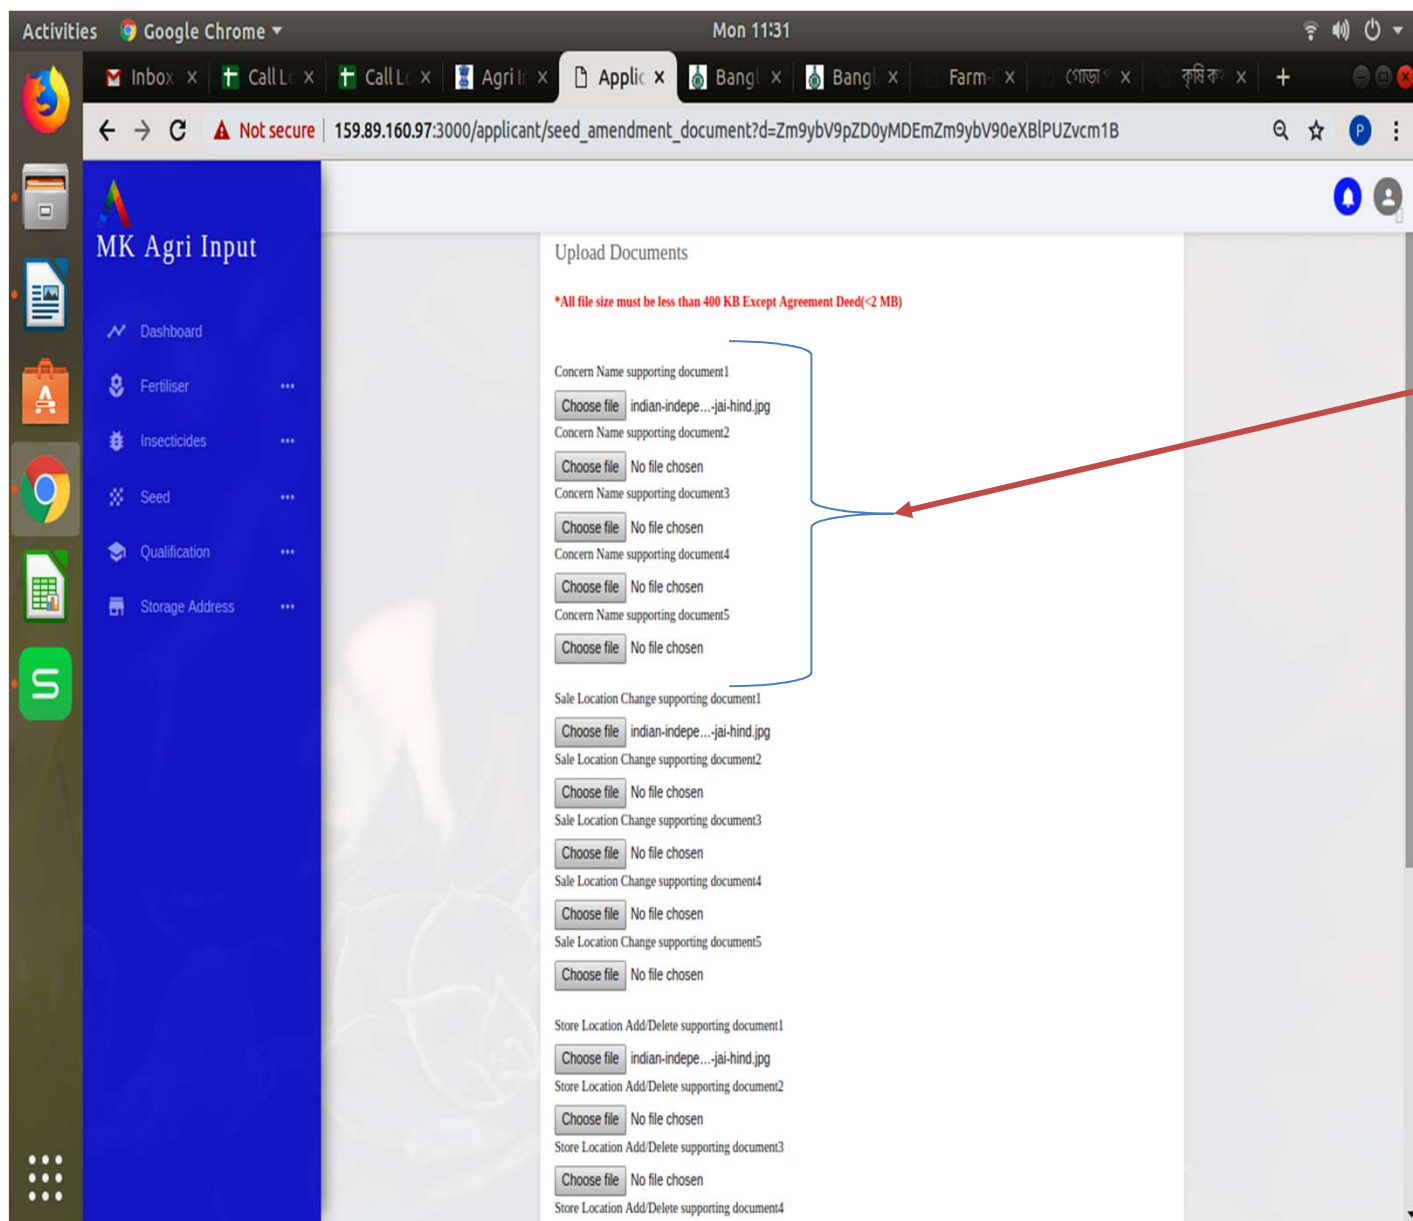 Activities Google Chrome Mon 11:31
Inbox Call L Call L Agri I Applic Bangl Bangl Farm-
Not secure 159.89.160.97:3000/applicant/seed_amendment_document?d=Zm9ybV9pZD0yMDEmZm9ybV90eXBlPUZvcm1B P
MK Agri Input
Dashboard
Fertiliser
Insecticides
Seed
Qualification
Storage Address
Upload Documents
*All file size must be less than 400 KB Except Agreement Deed(<2 MB)
Concern Name supporting document1
Choose file indian-indepe...-jai-hind.jpg
Concern Name supporting document2
Choose file No file chosen
Concern Name supporting document3
Choose file No file chosen
Concern Name supporting document4
Choose file No file chosen
Concern Name supporting document5
Choose file No file chosen
Sale Location Change supporting document1
Choose file indian-indepe...-jai-hind.jpg
Sale Location Change supporting document2
Choose file No file chosen
Sale Location Change supporting document3
Choose file No file chosen
Sale Location Change supporting document4
Choose file No file chosen
Sale Location Change supporting document5
Choose file No file chosen
Store Location Add/Delete supporting document1
Choose file indian-indepe...-jai-hind.jpg
Store Location Add/Delete supporting document2
Choose file No file chosen
Store Location Add/Delete supporting document3
Choose file No file chosen
Store Location Add/Delete supporting document4